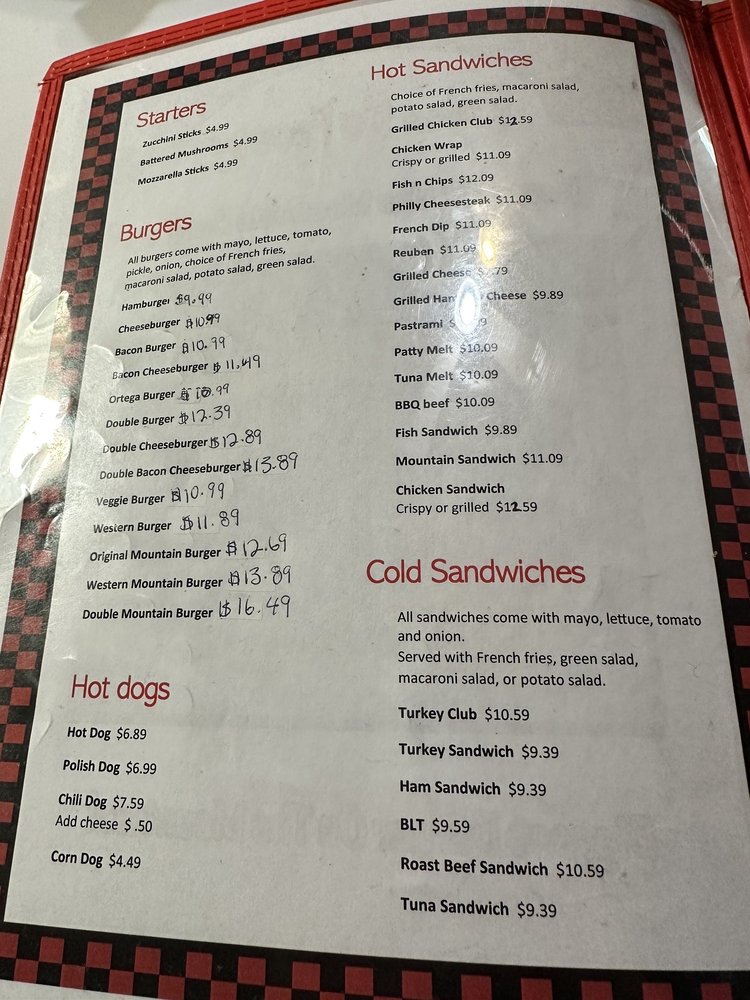 Starters
Zucchini Sticks $4.99
Battered Mushrooms $4.99
Mozzarella Sticks $4.99
Burgers
All burgers come with mayo, lettuce, tomato,
pickle, onion, choice of French fries,
macaroni salad, potato salad, green salad.
Hamburger $9.99
Cheeseburger $10.99
Bacon Burger $10.99
Bacon Cheeseburger $11.49
Ortega Burger $10.99
Double Burger $12.39
Double Cheeseburger $12.89
Double Bacon Cheeseburger $13.89
Veggie Burger $10.99
Western Burger $11.89
Original Mountain Burger $12.69
Western Mountain Burger $13.89
Double Mountain Burger $16.49
Hot dogs
Hot Dog $6.89
Polish Dog $6.99
Chili Dog $7.59
Add cheese $ .50
Corn Dog $4.49
Hot Sandwiches
Choice of French fries, macaroni salad,
potato salad, green salad.
Grilled Chicken Club $12.59
Chicken Wrap
Crispy or grilled $11.09
Fish n Chips $12.09
Philly Cheesesteak $11.09
French Dip $11.09
Reuben $11.09
Grilled Cheese
Grilled Ham Cheese $9.89
Pastrami
Patty Melt $10.09
Tuna Melt $10.09
BBQ beef $10.09
Fish Sandwich $9.89
Mountain Sandwich $11.09
Chicken Sandwich
Crispy or grilled $12.59
Cold Sandwiches
All sandwiches come with mayo, lettuce, tomato
and onion.
Served with French fries, green salad,
macaroni salad, or potato salad.
Turkey Club $10.59
Turkey Sandwich $9.39
Ham Sandwich $9.39
BLT $9.59
Roast Beef Sandwich $10.59
Tuna Sandwich $9.39